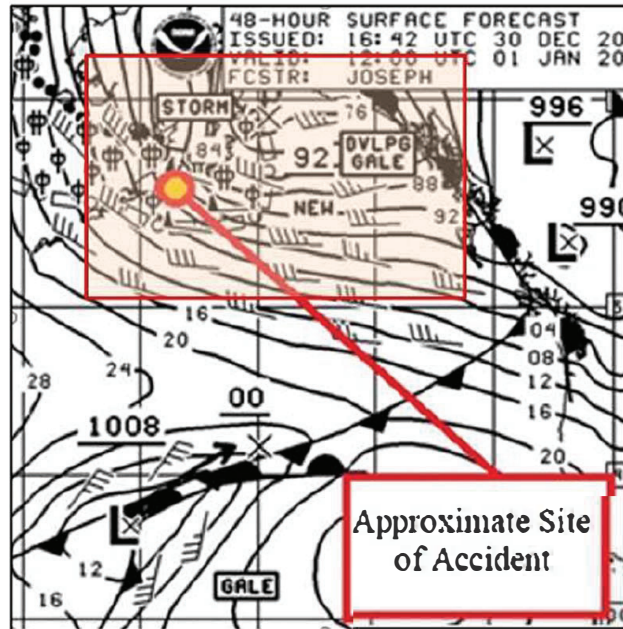 48-HOUR SURFACE FORECAST
ISSUED: 16:42 UTC 30 DEC 20
VALID: 12:00 UTC 01 JAN 20
FCSTR: JOSEPH
STORM
76
996
84
92
DVLPG
GALE
88
NEW
92
990
L
L
16
04
20
08
24
12
28
00
16
1008
20
L
12
GALE
16
Approximate Site
of Accident